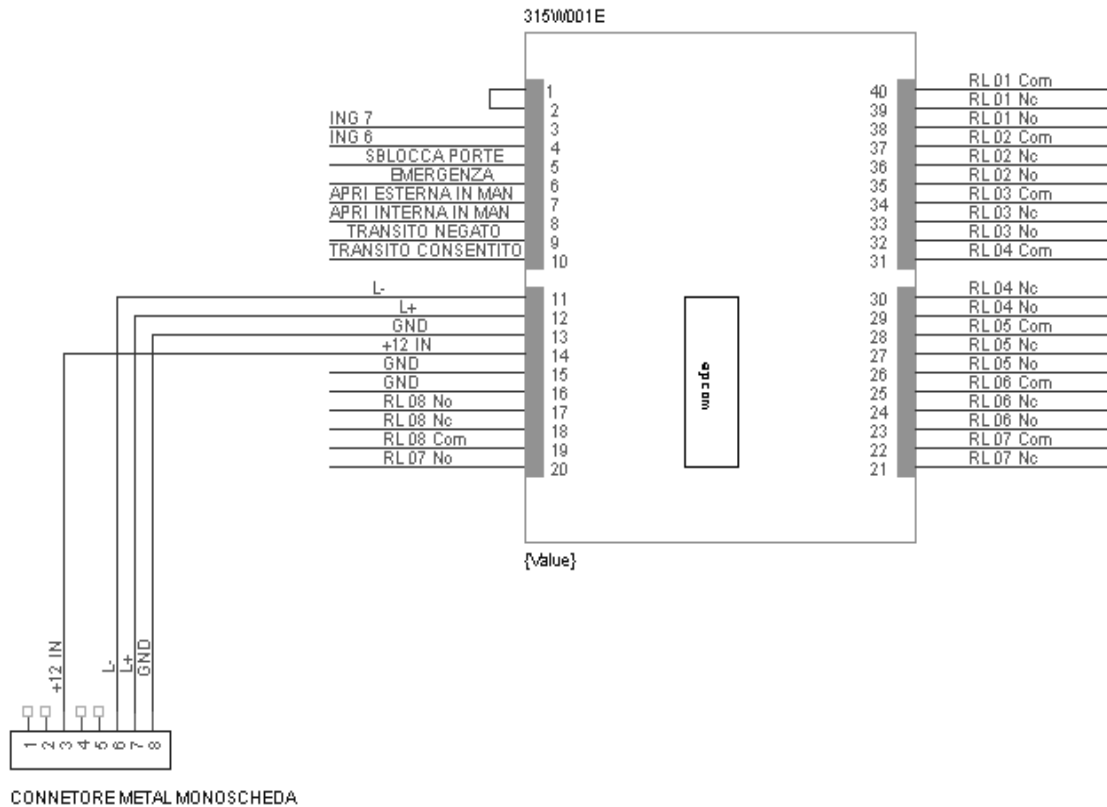 315W001E
1
2
ING 7
3
ING 6
4
SBLOCCA PORTE
5
EMERGENZA
6
APRI ESTERNA IN MAN
7
APRI INTERNA IN MAN
8
TRANSITO NEGATO
9
TRANSITO CONSENTITO
10
L-
11
L+
12
GND
13
+12 IN
14
GND
15
GND
16
RL 08 No
17
RL 08 Nc
18
RL 08 Com
19
RL 07 No
20
apcom
40
RL 01 Com
39
RL 01 Nc
38
RL 01 No
37
RL 02 Com
36
RL 02 Nc
35
RL 02 No
34
RL 03 Com
33
RL 03 Nc
32
RL 03 No
31
RL 04 Com
30
RL 04 Nc
29
RL 04 No
28
RL 05 Com
27
RL 05 Nc
26
RL 05 No
25
RL 06 Com
24
RL 06 Nc
23
RL 06 No
22
RL 07 Com
21
RL 07 Nc
{Value}
+12 IN
L-
L+
GND
1 2 3 4 5 6 7 8
CONNETORE METAL MONOSCHEDA